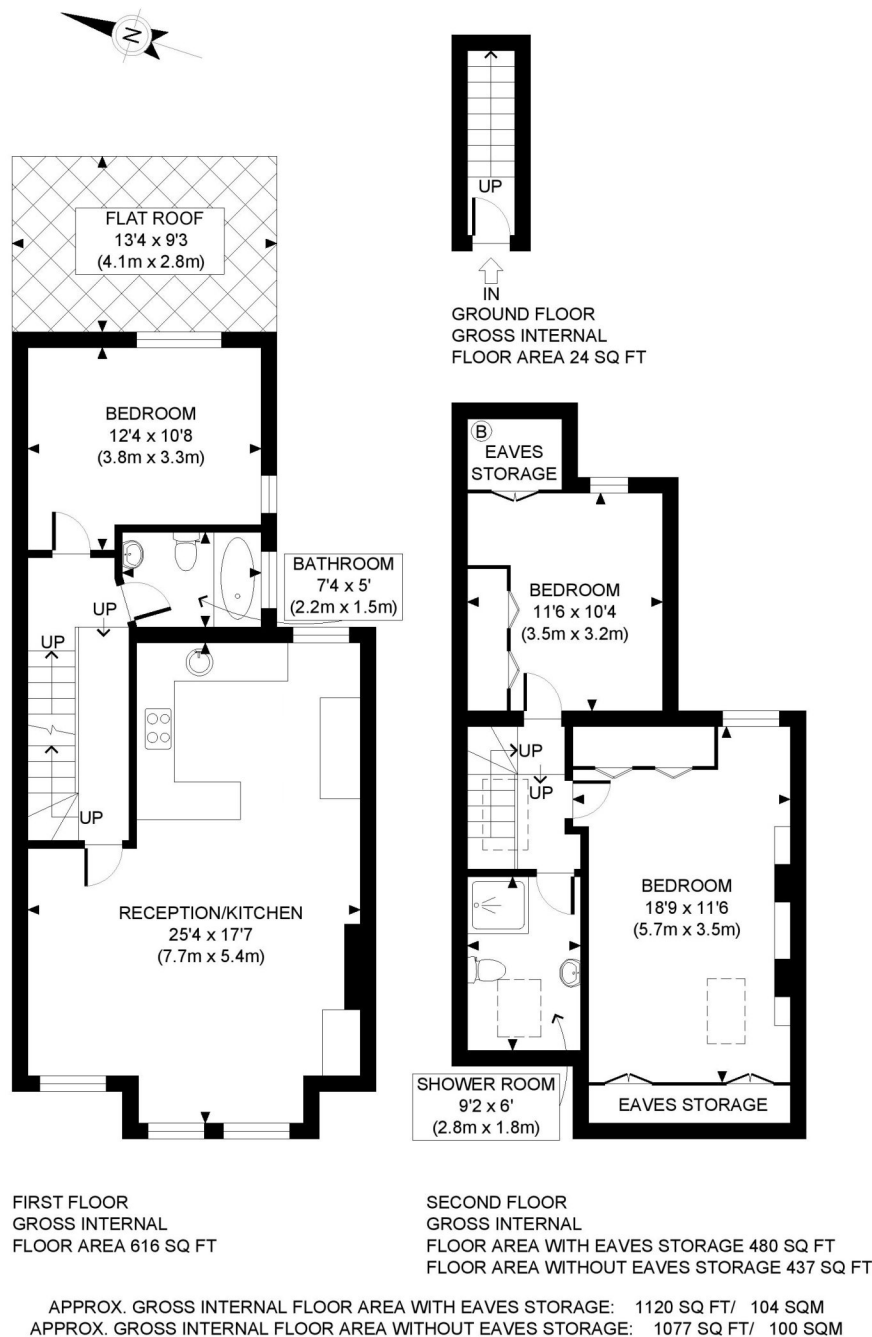 N
FLAT ROOF
13'4 x 9'3
(4.1m x 2.8m)
UP
IN
GROUND FLOOR
GROSS INTERNAL
FLOOR AREA 24 SQ FT
BEDROOM
12'4 x 10'8
(3.8m x 3.3m)
BATHROOM
7'4 x 5'
(2.2m x 1.5m)
UP
UP
UP
RECEPTION/KITCHEN
25'4 x 17'7
(7.7m x 5.4m)
B
EAVES
STORAGE
BEDROOM
11'6 x 10'4
(3.5m x 3.2m)
UP
UP
BEDROOM
18'9 x 11'6
(5.7m x 3.5m)
SHOWER ROOM
9'2 x 6'
(2.8m x 1.8m)
EAVES STORAGE
FIRST FLOOR
GROSS INTERNAL
FLOOR AREA 616 SQ FT
SECOND FLOOR
GROSS INTERNAL
FLOOR AREA WITH EAVES STORAGE 480 SQ FT
FLOOR AREA WITHOUT EAVES STORAGE 437 SQ FT
APPROX. GROSS INTERNAL FLOOR AREA WITH EAVES STORAGE: 1120 SQ FT/ 104 SQM
APPROX. GROSS INTERNAL FLOOR AREA WITHOUT EAVES STORAGE: 1077 SQ FT/ 100 SQM